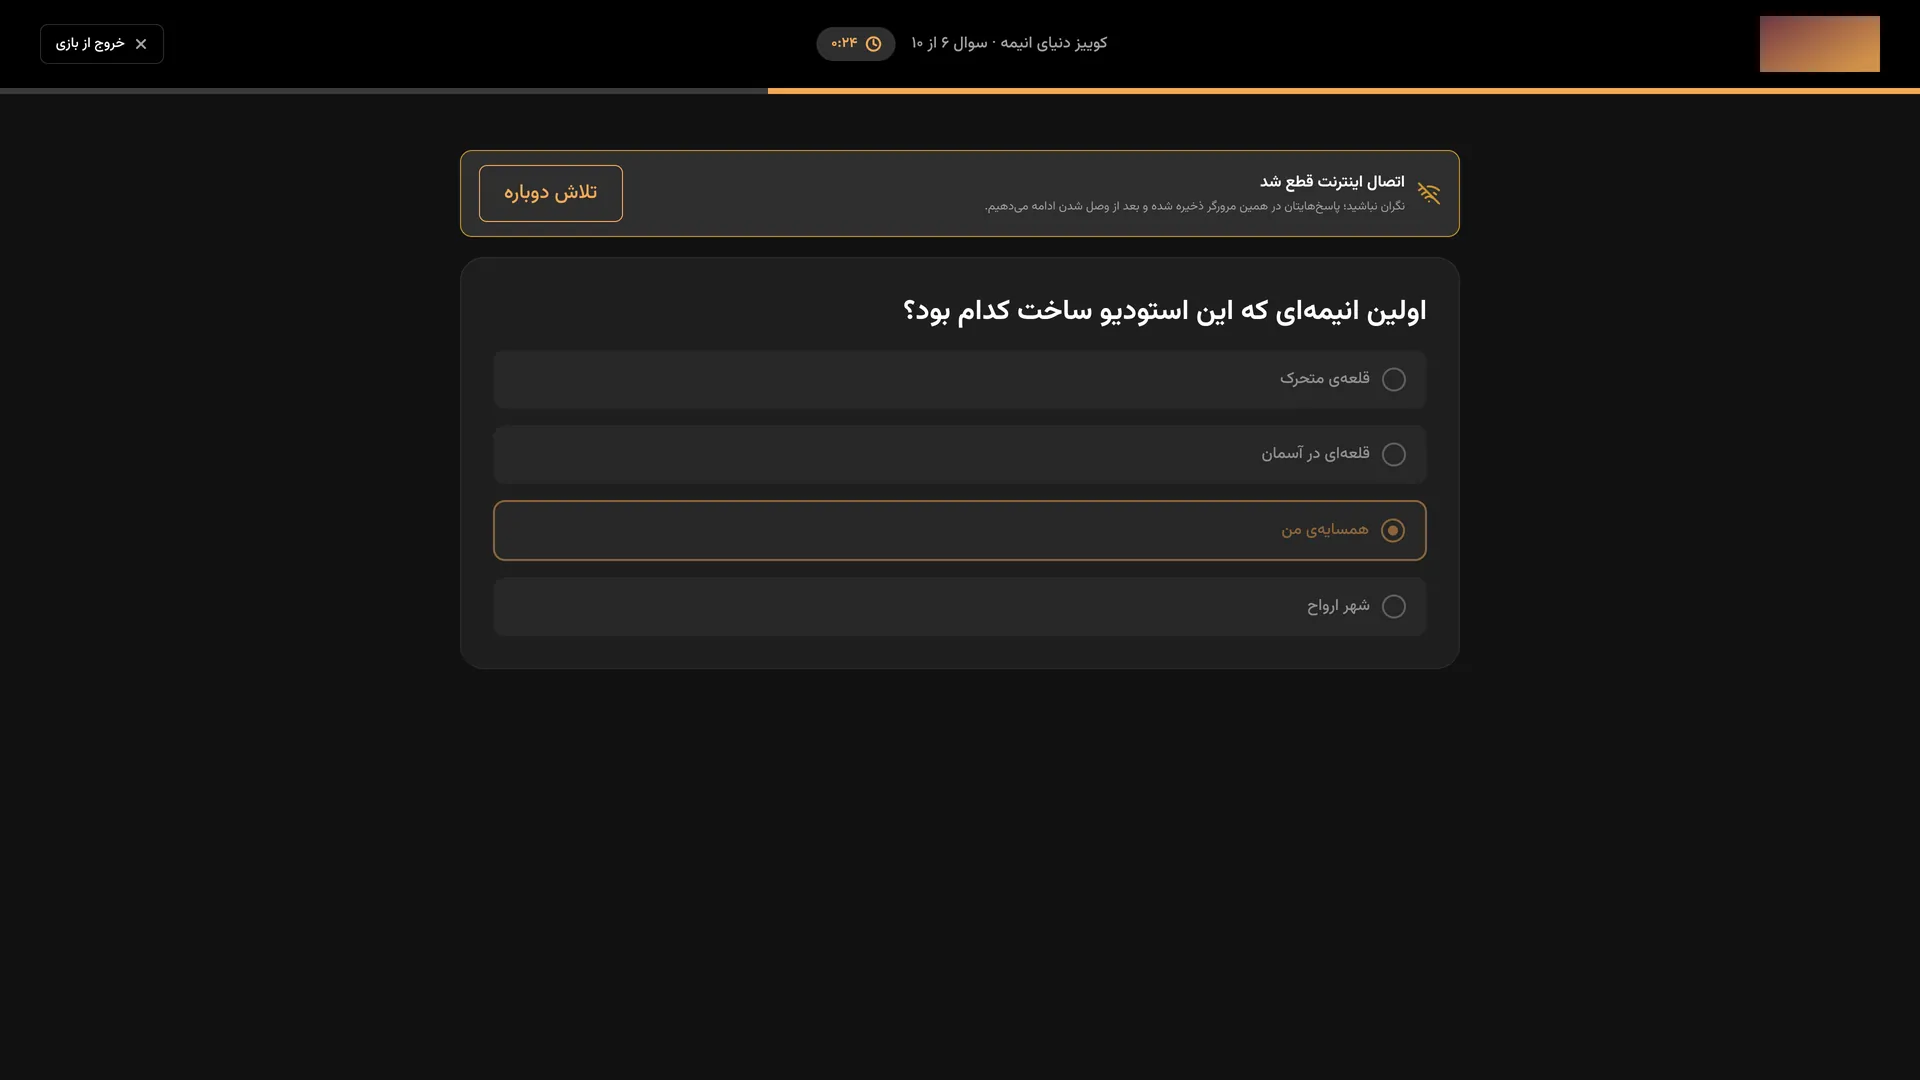 کوییز دنیای انیمه · سوال ۶ از ۱۰
۰:۲۴
خروج از بازی
اتصال اینترنت قطع شد
نگران نباشید؛ پاسخ‌هایتان در همین مرورگر ذخیره شده و بعد از وصل شدن ادامه می‌دهیم.
تلاش دوباره
اولین انیمه‌ای که این استودیو ساخت کدام بود؟
قلعه‌ی متحرک
قلعه‌ای در آسمان
همسایه‌ی من
شهر ارواح